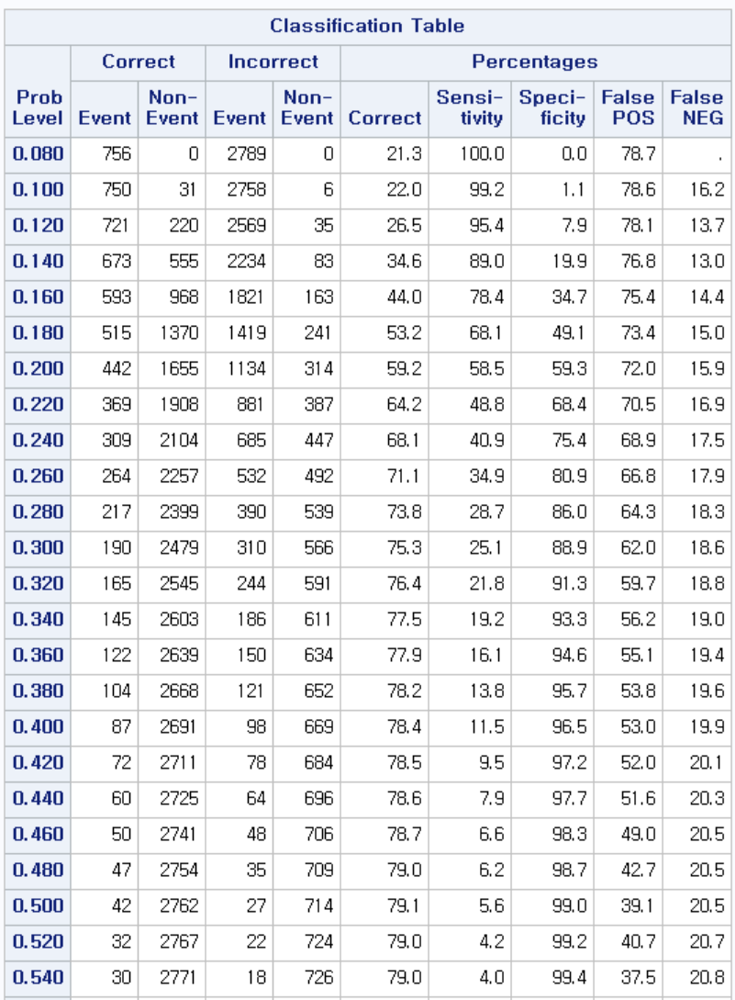 Classification Table
Correct Incorrect Percentages
Prob Level Event Non-Event Event Non-Event Correct Sensi-tivity Speci-ficity False POS False NEG
0.080 756 0 2789 0 21.3 100.0 0.0 78.7 .
0.100 750 31 2758 6 22.0 99.2 1.1 78.6 16.2
0.120 721 220 2569 35 26.5 95.4 7.9 78.1 13.7
0.140 673 555 2234 83 34.6 89.0 19.9 76.8 13.0
0.160 593 968 1821 163 44.0 78.4 34.7 75.4 14.4
0.180 515 1370 1419 241 53.2 68.1 49.1 73.4 15.0
0.200 442 1655 1134 314 59.2 58.5 59.3 72.0 15.9
0.220 369 1908 881 387 64.2 48.8 68.4 70.5 16.9
0.240 309 2104 685 447 68.1 40.9 75.4 68.9 17.5
0.260 264 2257 532 492 71.1 34.9 80.9 66.8 17.9
0.280 217 2399 390 539 73.8 28.7 86.0 64.3 18.3
0.300 190 2479 310 566 75.3 25.1 88.9 62.0 18.6
0.320 165 2545 244 591 76.4 21.8 91.3 59.7 18.8
0.340 145 2603 186 611 77.5 19.2 93.3 56.2 19.0
0.360 122 2639 150 634 77.9 16.1 94.6 55.1 19.4
0.380 104 2668 121 652 78.2 13.8 95.7 53.8 19.6
0.400 87 2691 98 669 78.4 11.5 96.5 53.0 19.9
0.420 72 2711 78 684 78.5 9.5 97.2 52.0 20.1
0.440 60 2725 64 696 78.6 7.9 97.7 51.6 20.3
0.460 50 2741 48 706 78.7 6.6 98.3 49.0 20.5
0.480 47 2754 35 709 79.0 6.2 98.7 42.7 20.5
0.500 42 2762 27 714 79.1 5.6 99.0 39.1 20.5
0.520 32 2767 22 724 79.0 4.2 99.2 40.7 20.7
0.540 30 2771 18 726 79.0 4.0 99.4 37.5 20.8